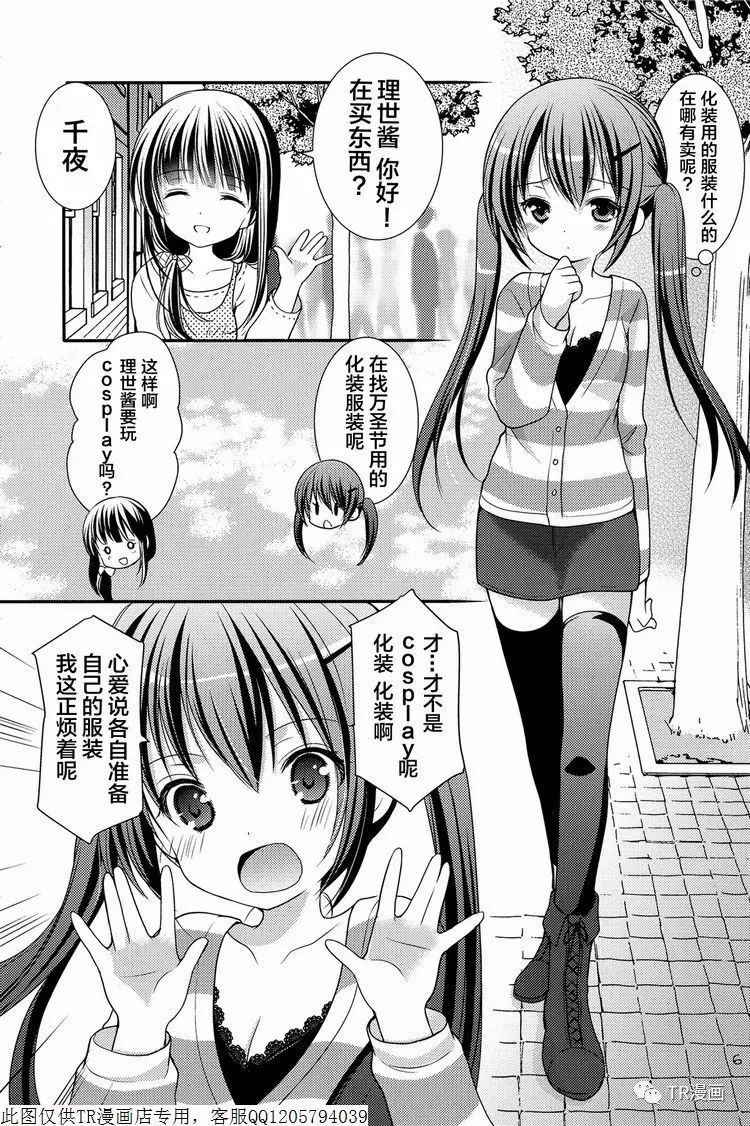 化装用的服装什么的
在哪有卖呢？
理世酱 你好！
在买东西？
千夜
在找万圣节用的
化装服装呢
这样啊
理世酱要玩
cosplay吗？
才…才不是
cosplay呢
化装 化装啊
心爱说各自准备
自己的服装
我这正烦着呢
6
TR漫画
此图仅供TR漫画店专用，客服QQ1205794039